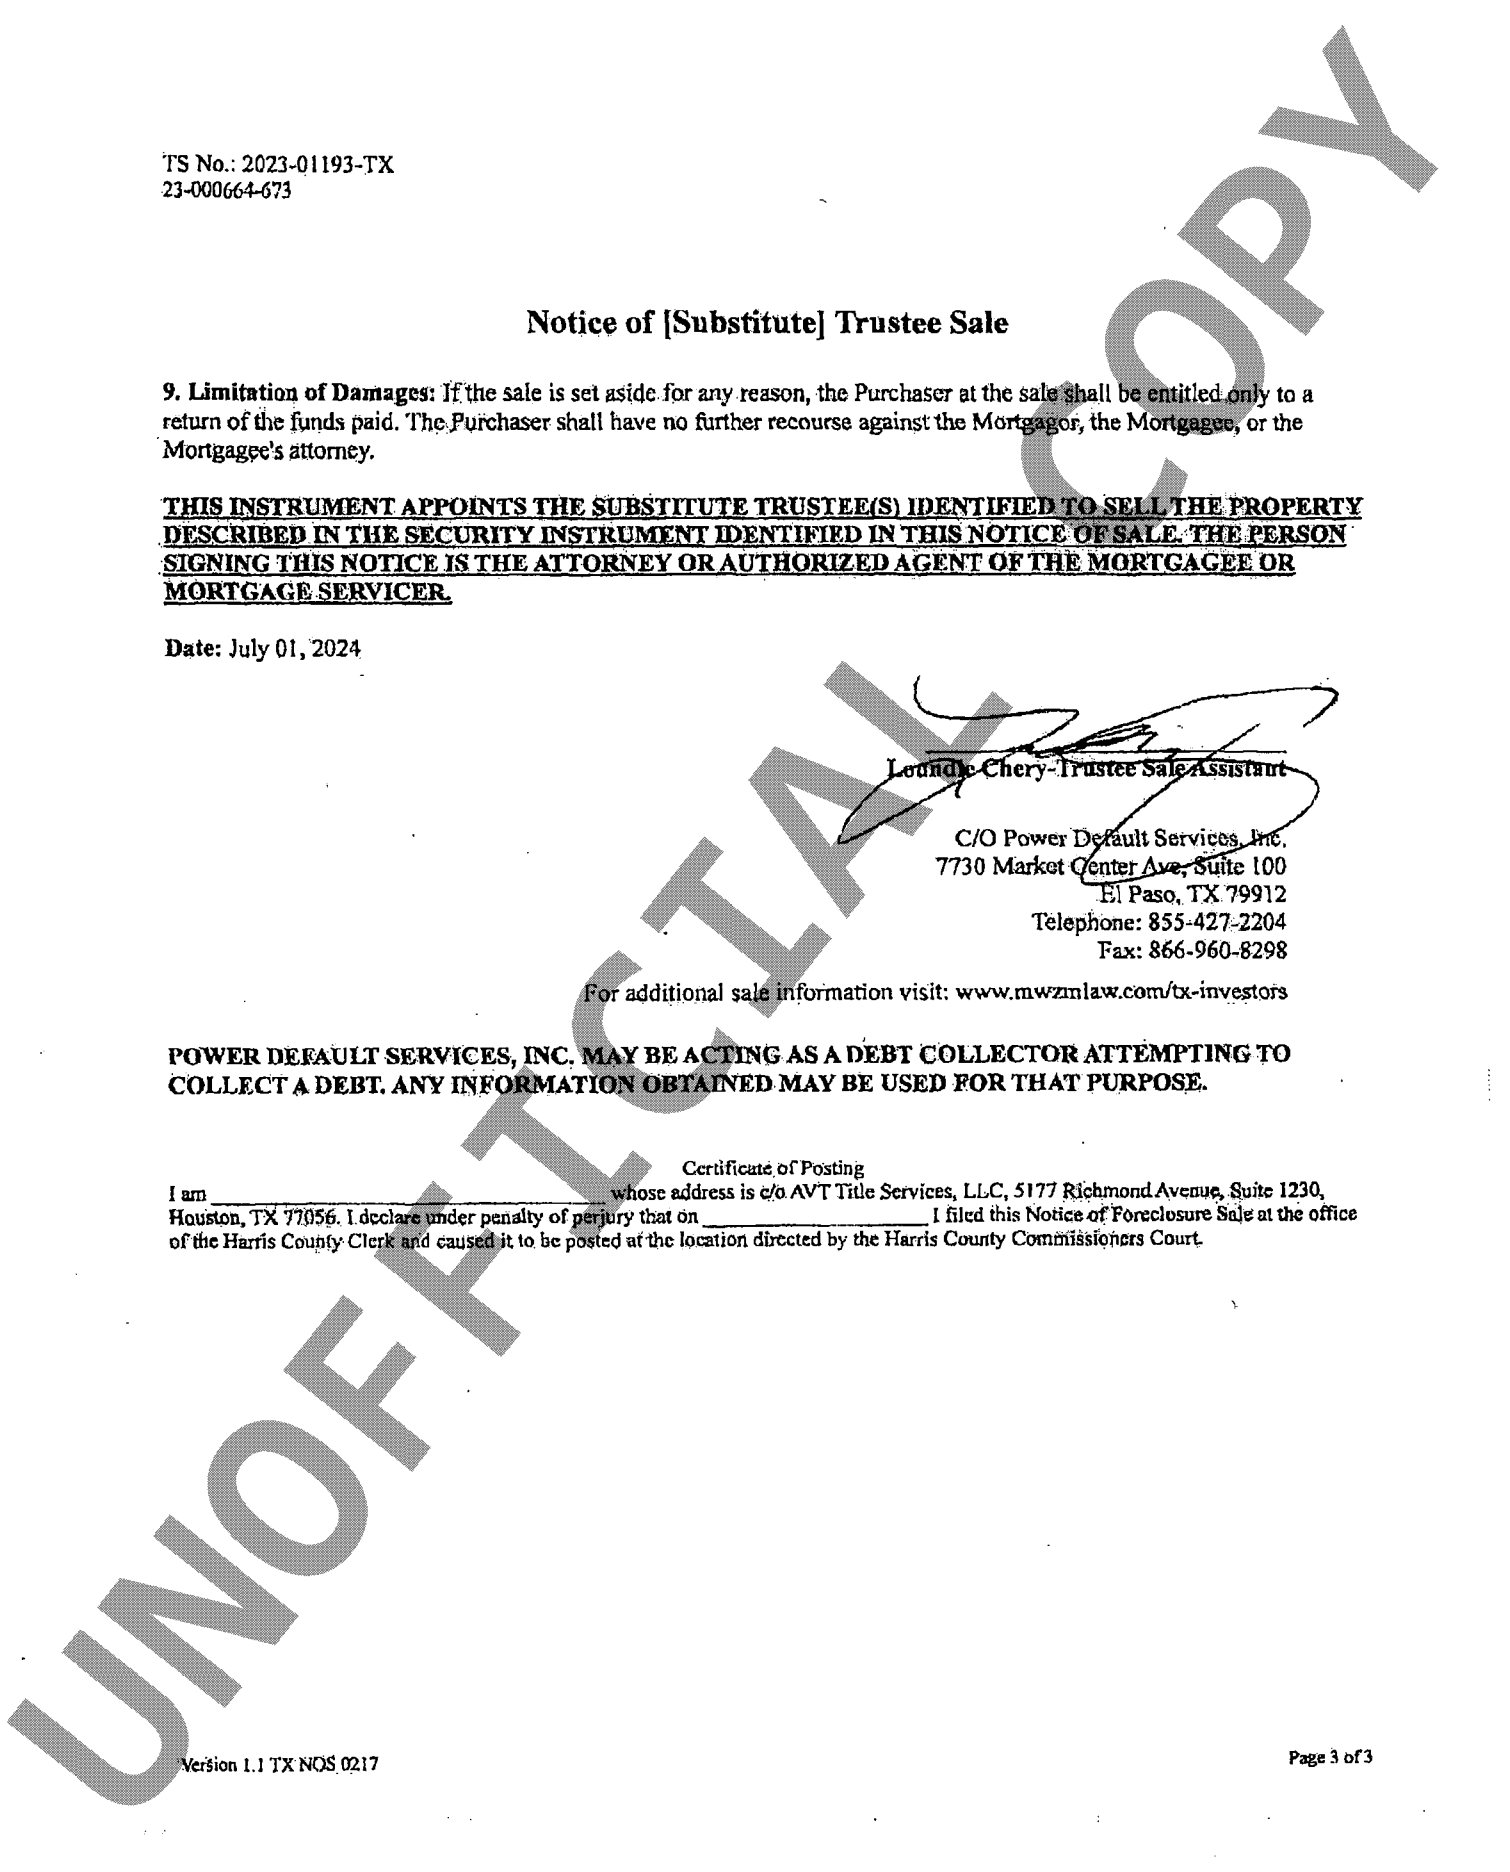 TS No.: 2023-01193-TX
23-000664-673
Notice of [Substitute] Trustee Sale
9. Limitation of Damages: If the sale is set aside for any reason, the Purchaser at the sale shall be entitled only to a
return of the funds paid. The Purchaser shall have no further recourse against the Mortgagor, the Mortgagee, or the
Mortgagee's attorney.
THIS INSTRUMENT APPOINTS THE SUBSTITUTE TRUSTEE(S) IDENTIFIED TO SELL THE PROPERTY
DESCRIBED IN THE SECURITY INSTRUMENT IDENTIFIED IN THIS NOTICE OF SALE. THE PERSON
SIGNING THIS NOTICE IS THE ATTORNEY OR AUTHORIZED AGENT OF THE MORTGAGEE OR
MORTGAGE SERVICER.
Date: July 01, 2024
Loundie Chery-Trustee Sale Assistant
C/O Power Default Services, Inc.
7730 Market Center Ave, Suite 100
El Paso, TX 79912
Telephone: 855-427-2204
Fax: 866-960-8298
For additional sale information visit: www.mwzmlaw.com/tx-investors
POWER DEFAULT SERVICES, INC. MAY BE ACTING AS A DEBT COLLECTOR ATTEMPTING TO
COLLECT A DEBT. ANY INFORMATION OBTAINED MAY BE USED FOR THAT PURPOSE.
Certificate of Posting
I am ______________ whose address is c/o AVT Title Services, LLC, 5177 Richmond Avenue, Suite 1230,
Houston, TX 77056. I declare under penalty of perjury that on ______________ I filed this Notice of Foreclosure Sale at the office
of the Harris County Clerk and caused it to be posted at the location directed by the Harris County Commissioners Court.
Version 1.1 TX NOS 0217
Page 3 of 3
UNOFFICIAL COPY